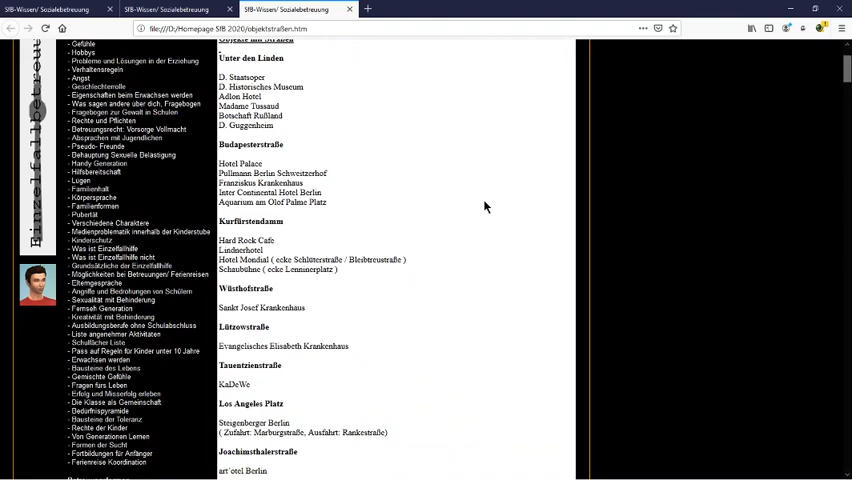 SfB-Wissen/ Sozialbetreuung
SfB-Wissen/ Sozialbetreuung
SfB-Wissen/ Sozialbetreuung
file:///D:/Homepage SfB 2020/objektstraßen.htm
Einzelfallbetreu
- Gefühle
- Hobbys
- Probleme und Lösungen in der Erziehung
- Verhaltensregeln
- Angst
- Geschlechterrolle
- Eigenschaften beim Erwachsen werden
- Was sagen andere über dich, Fragebogen
- Fragebogen zur Gewalt in Schulen
- Rechte und Pflichten
- Betreuungsrecht: Vorsorge Vollmacht
- Absprachen mit Jugendlichen
- Pseudo- Freunde
- Behauptung Sexuelle Belästigung
- Handy Generation
- Hilfsbereitschaft
- Lügen
- Familienhalt
- Körpersprache
- Familienformen
- Pubertät
- Verschiedene Charaktere
- Medienproblematik innerhalb der Kinderstube
- Kinderschutz
- Was ist Einzelfallhilfe
- Was ist Einzelfallhilfe nicht
- Grundsätzliche der Einzelfallhilfe
- Möglichkeiten bei Betreuungen/ Ferienreisen
- Elterngespräche
- Angriffe und Bedrohungen von Schülern
- Sexualität mit Behinderung
- Fernseh Generation
- Kreativität mit Behinderung
- Ausbildungsberufe ohne Schulabschluss
- Liste angenehmer Aktivitäten
- Schulfächer Liste
- Pass auf Regeln für Kinder unter 10 Jahre
- Erwachsen werden
- Bausteine des Lebens
- Gemischte Gefühle
- Fragen fürs Leben
- Erfolg und Misserfolg erleben
- Die Klasse als Gemeinschaft
- Bedürfnispyramide
- Bausteine der Toleranz
- Rechte der Kinder
- Von Generationen Lernen
- Formen der Sucht
- Fortbildungen für Anfänger
- Ferienreise Koordination
Objekte mit Straßen
Unter den Linden
D. Staatsoper
D. Historisches Museum
Adlon Hotel
Madame Tussaud
Botschaft Rußland
D. Guggenheim
Budapesterstraße
Hotel Palace
Pullmann Berlin Schweitzerhof
Franziskus Krankenhaus
Inter Continental Hotel Berlin
Aquarium am Olof Palme Platz
Kurfürstendamm
Hard Rock Cafe
Lindnerhotel
Hotel Mondial ( ecke Schlüterstraße / Bleibtreustraße )
Schaubühne ( ecke Lenninerplatz )
Wüsthofstraße
Sankt Josef Krankenhaus
Lützowstraße
Evangelisches Elisabeth Krankenhaus
Tauentzienstraße
KaDeWe
Los Angeles Platz
Steigenberger Berlin
( Zufahrt: Marburgstraße, Ausfahrt: Rankestraße)
Joachimsthalerstraße
art´otel Berlin